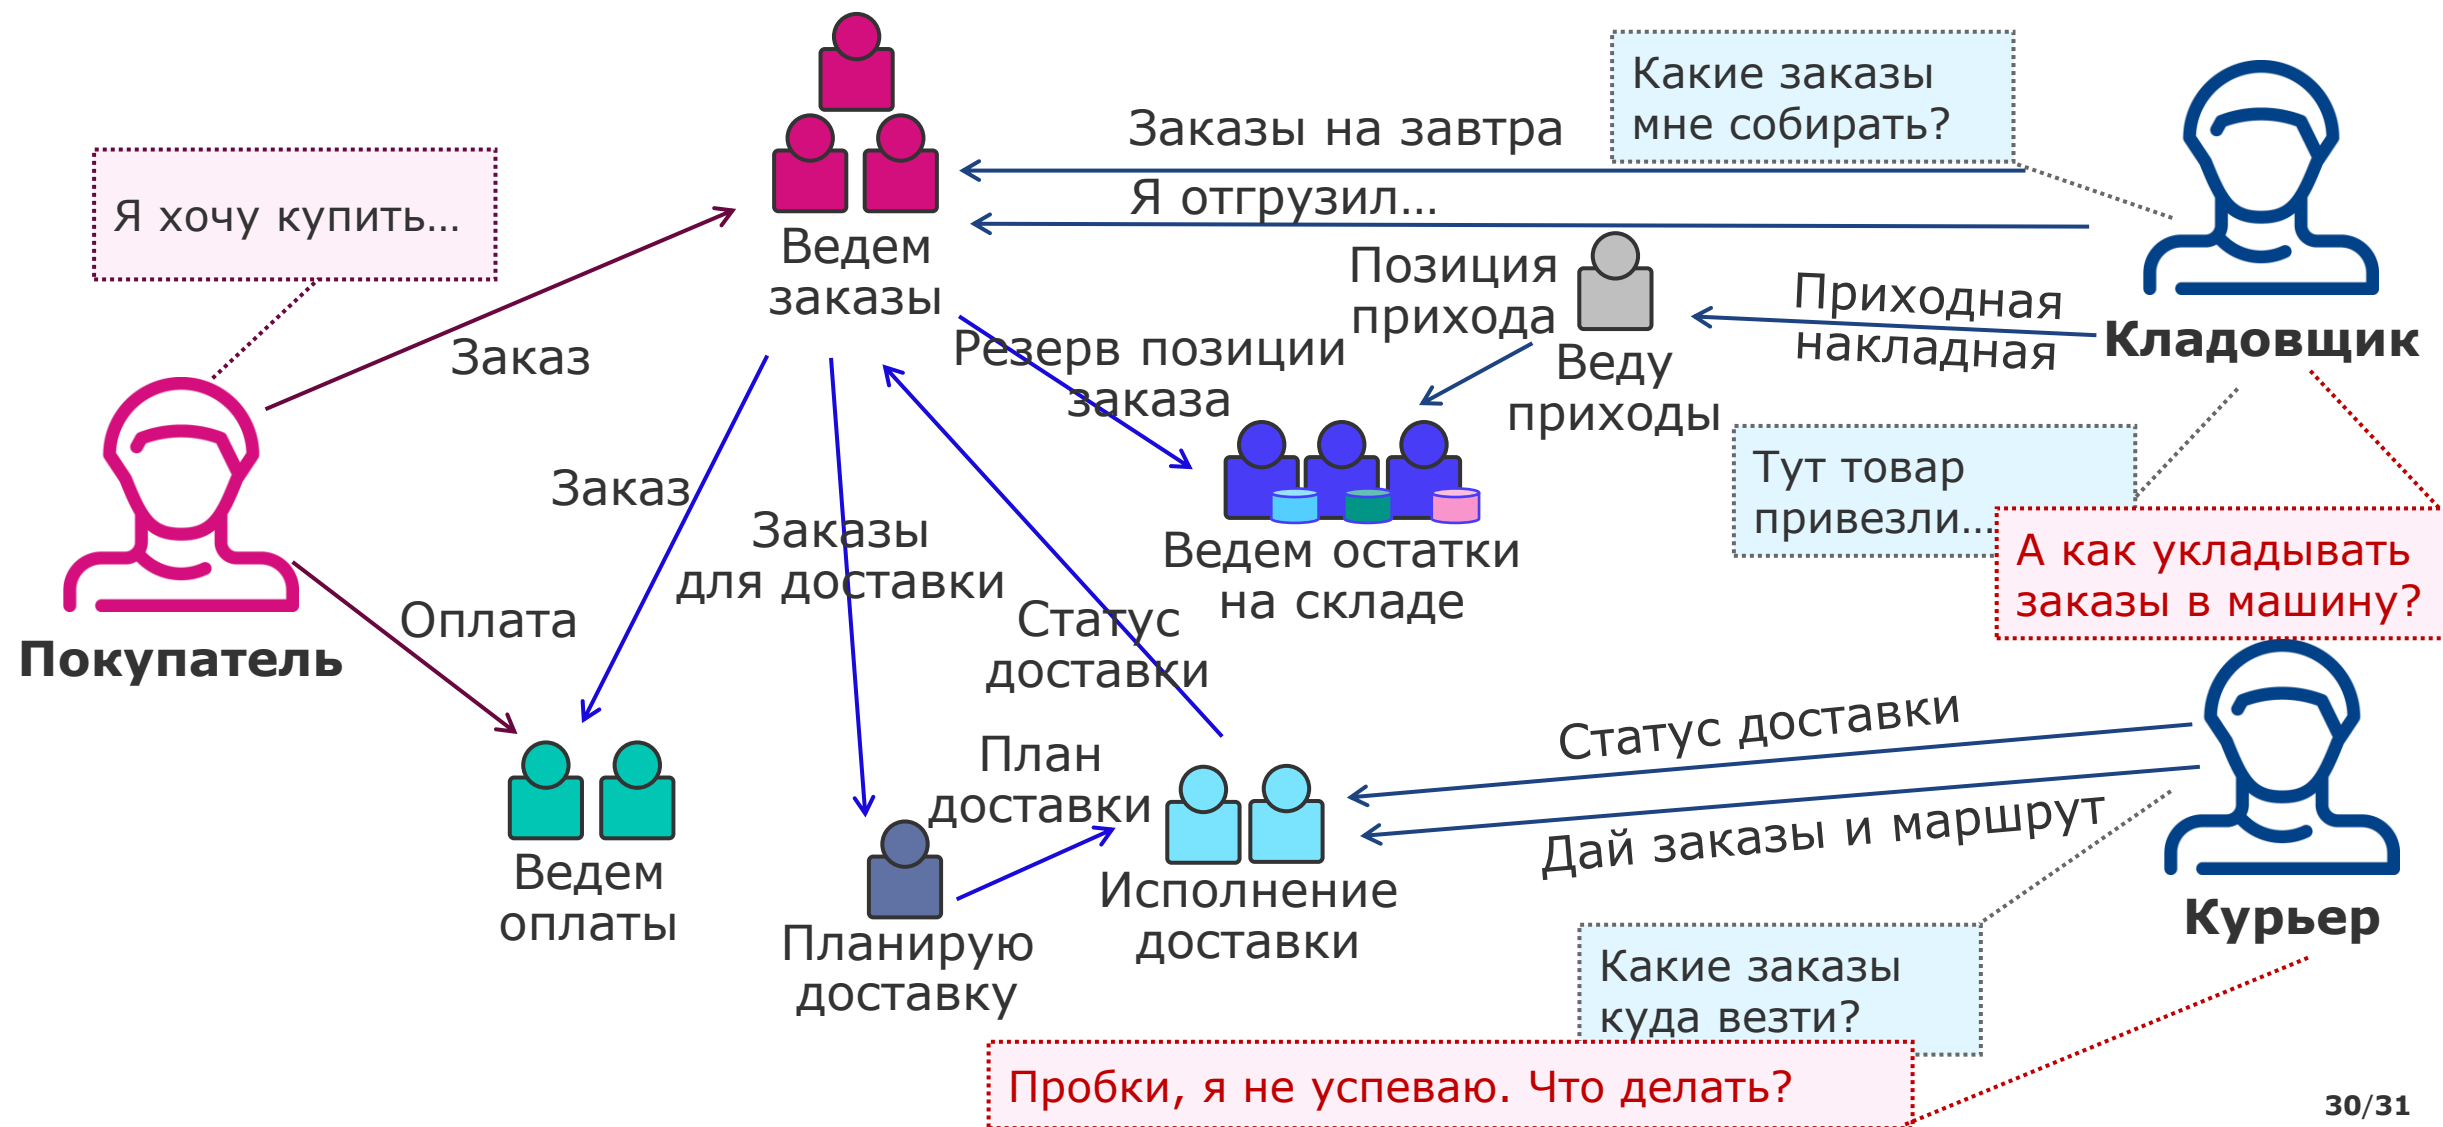 Какие заказы
мне собирать?
Заказы на завтра
Я отгрузил…
Я хочу купить…
Ведем
заказы
Позиция
прихода
Приходная
накладная
Кладовщик
Заказ
Резерв позиции
заказа
Веду
приходы
Тут товар
привезли…
А как укладывать
заказы в машину?
Заказ
Заказы
для доставки
Ведем остатки
на складе
Оплата
Статус
доставки
Покупатель
Статус доставки
План
доставки
Дай заказы и маршрут
Ведем
оплаты
Исполнение
доставки
Курьер
Планирую
доставку
Какие заказы
куда везти?
Пробки, я не успеваю. Что делать?
30/31